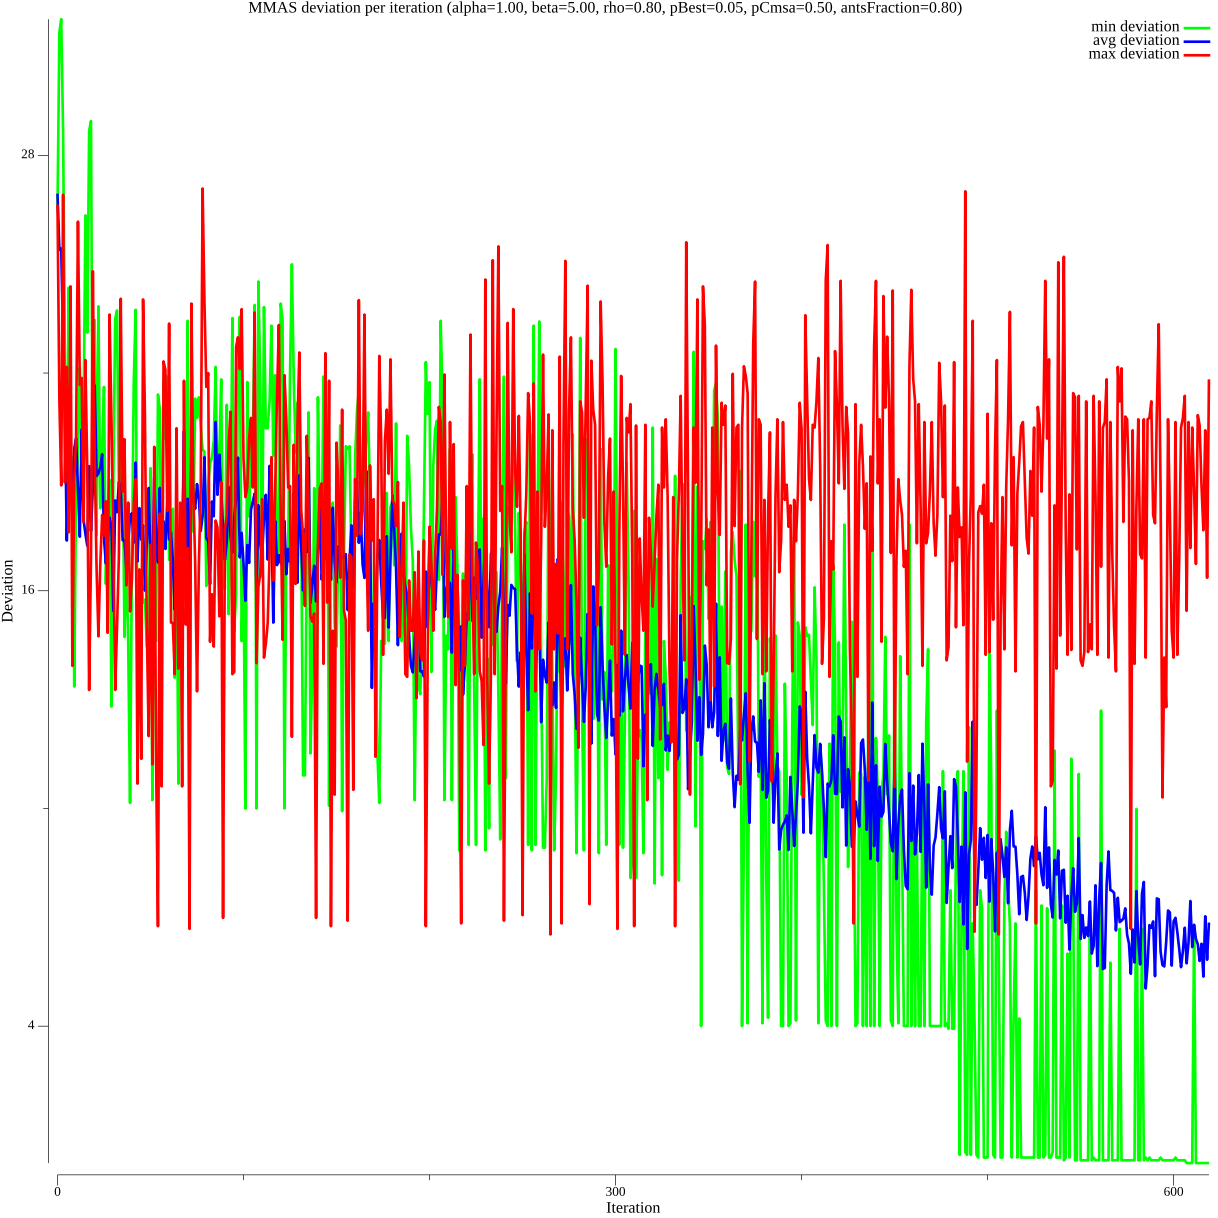 MMAS deviation per iteration (alpha=1.00, beta=5.00, rho=0.80, pBest=0.05, pCmsa=0.50, antsFraction=0.80)
min deviation
avg deviation
max deviation
28
16
4
Deviation
0
300
600
Iteration